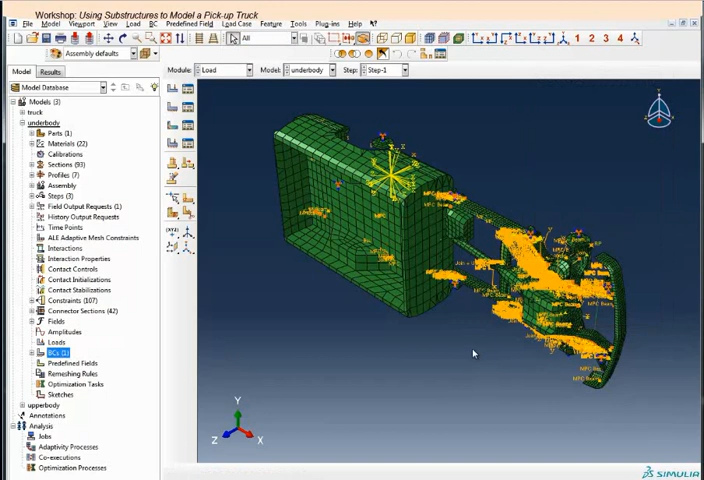 Workshop: Using Substructures to Model a Pick-up Truck
File Model Viewport View Load BC Predefined Field Load Case Feature Tools Plug-ins Help
All
Assembly defaults
Model Results
Module: Load Model: underbody Step: Step-1
Model Database
Models (3)
truck
underbody
Parts (1)
Materials (22)
Calibrations
Sections (93)
Profiles (7)
Assembly
Steps (3)
Field Output Requests (1)
History Output Requests
Time Points
ALE Adaptive Mesh Constraints
Interactions
Interaction Properties
Contact Controls
Contact Initializations
Contact Stabilizations
Constraints (107)
Connector Sections (42)
Fields
Amplitudes
Loads
BCs (1)
Predefined Fields
Remeshing Rules
Optimization Tasks
Sketches
upperbody
Annotations
Analysis
Jobs
Adaptivity Processes
Co-executions
Optimization Processes
1 2 3 4
Y
Z X
MPC
SIMULIA